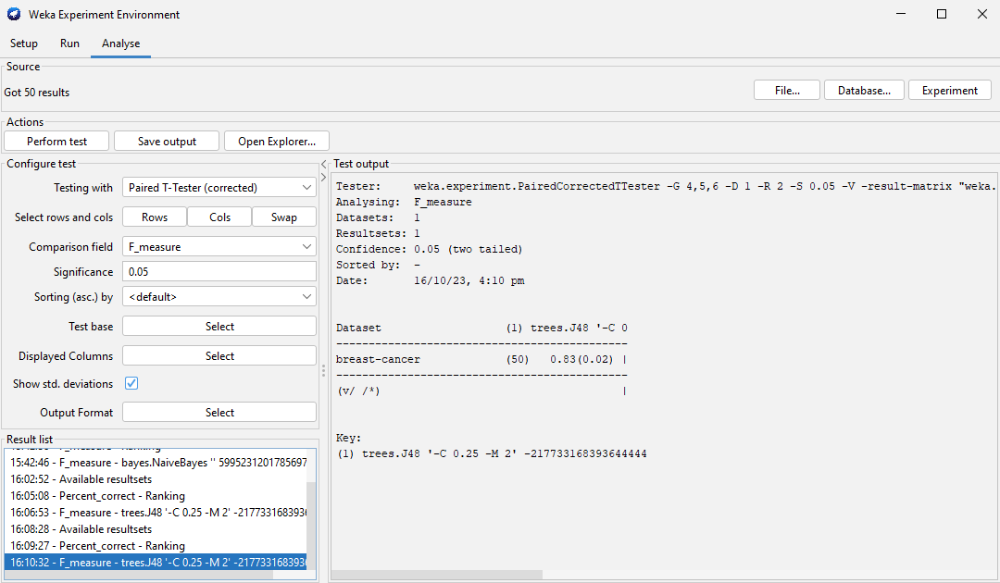 Weka Experiment Environment
Setup Run Analyse
Source
Got 50 results
File... Database... Experiment
Actions
Perform test Save output Open Explorer...
Configure test
Testing with Paired T-Tester (corrected)
Select rows and cols Rows Cols Swap
Comparison field F_measure
Significance 0.05
Sorting (asc.) by <default>
Test base Select
Displayed Columns Select
Show std. deviations
Output Format Select
Result list
15:42:46 - F_measure - bayes.NaiveBayes '' 5995231201785697
16:02:52 - Available resultsets
16:05:08 - Percent_correct - Ranking
16:06:53 - F_measure - trees.J48 '-C 0.25 -M 2' -2177331683936
16:08:28 - Available resultsets
16:09:27 - Percent_correct - Ranking
16:10:32 - F_measure - trees.J48 '-C 0.25 -M 2' -2177331683936
Test output
Tester: weka.experiment.PairedCorrectedTTester -G 4,5,6 -D 1 -R 2 -S 0.05 -V -result-matrix "weka.
Analysing: F_measure
Datasets: 1
Resultsets: 1
Confidence: 0.05 (two tailed)
Sorted by: -
Date: 16/10/23, 4:10 pm
Dataset (1) trees.J48 '-C 0
-------------------------------------------
breast-cancer (50) 0.83(0.02) |
-------------------------------------------
(v/ /*) |
Key:
(1) trees.J48 '-C 0.25 -M 2' -217733168393644444